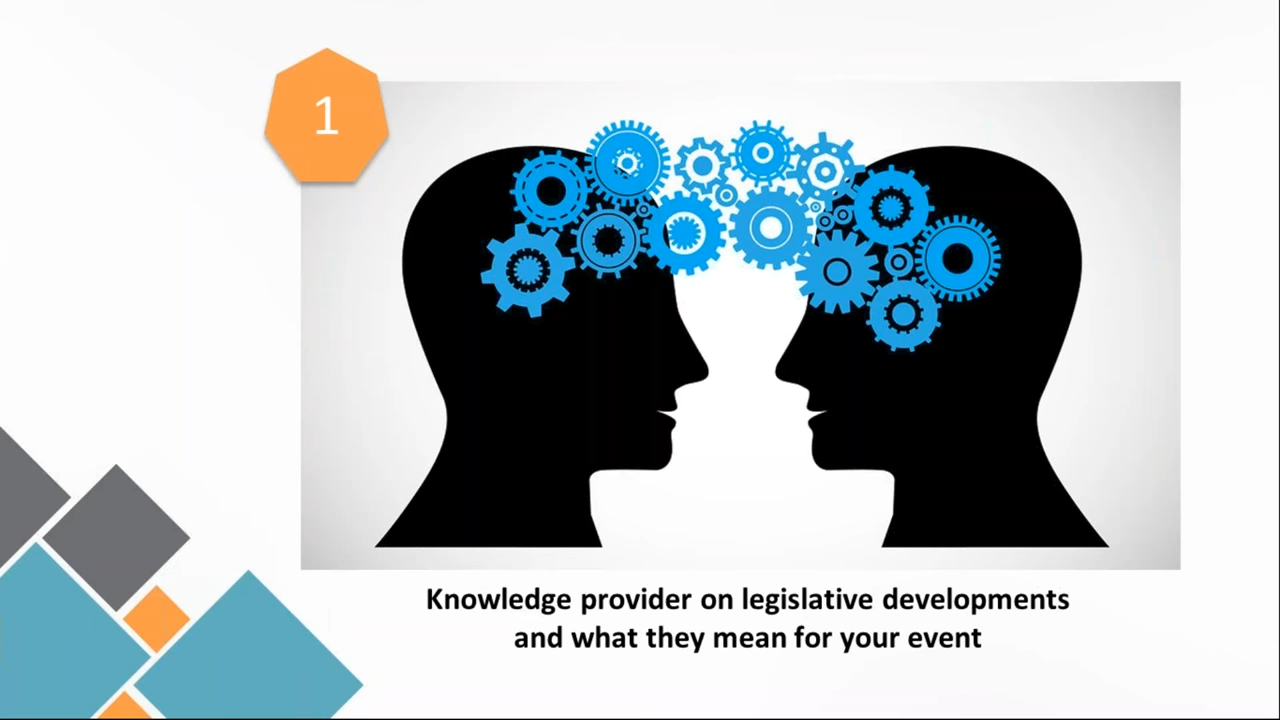 1
Knowledge provider on legislative developments
and what they mean for your event